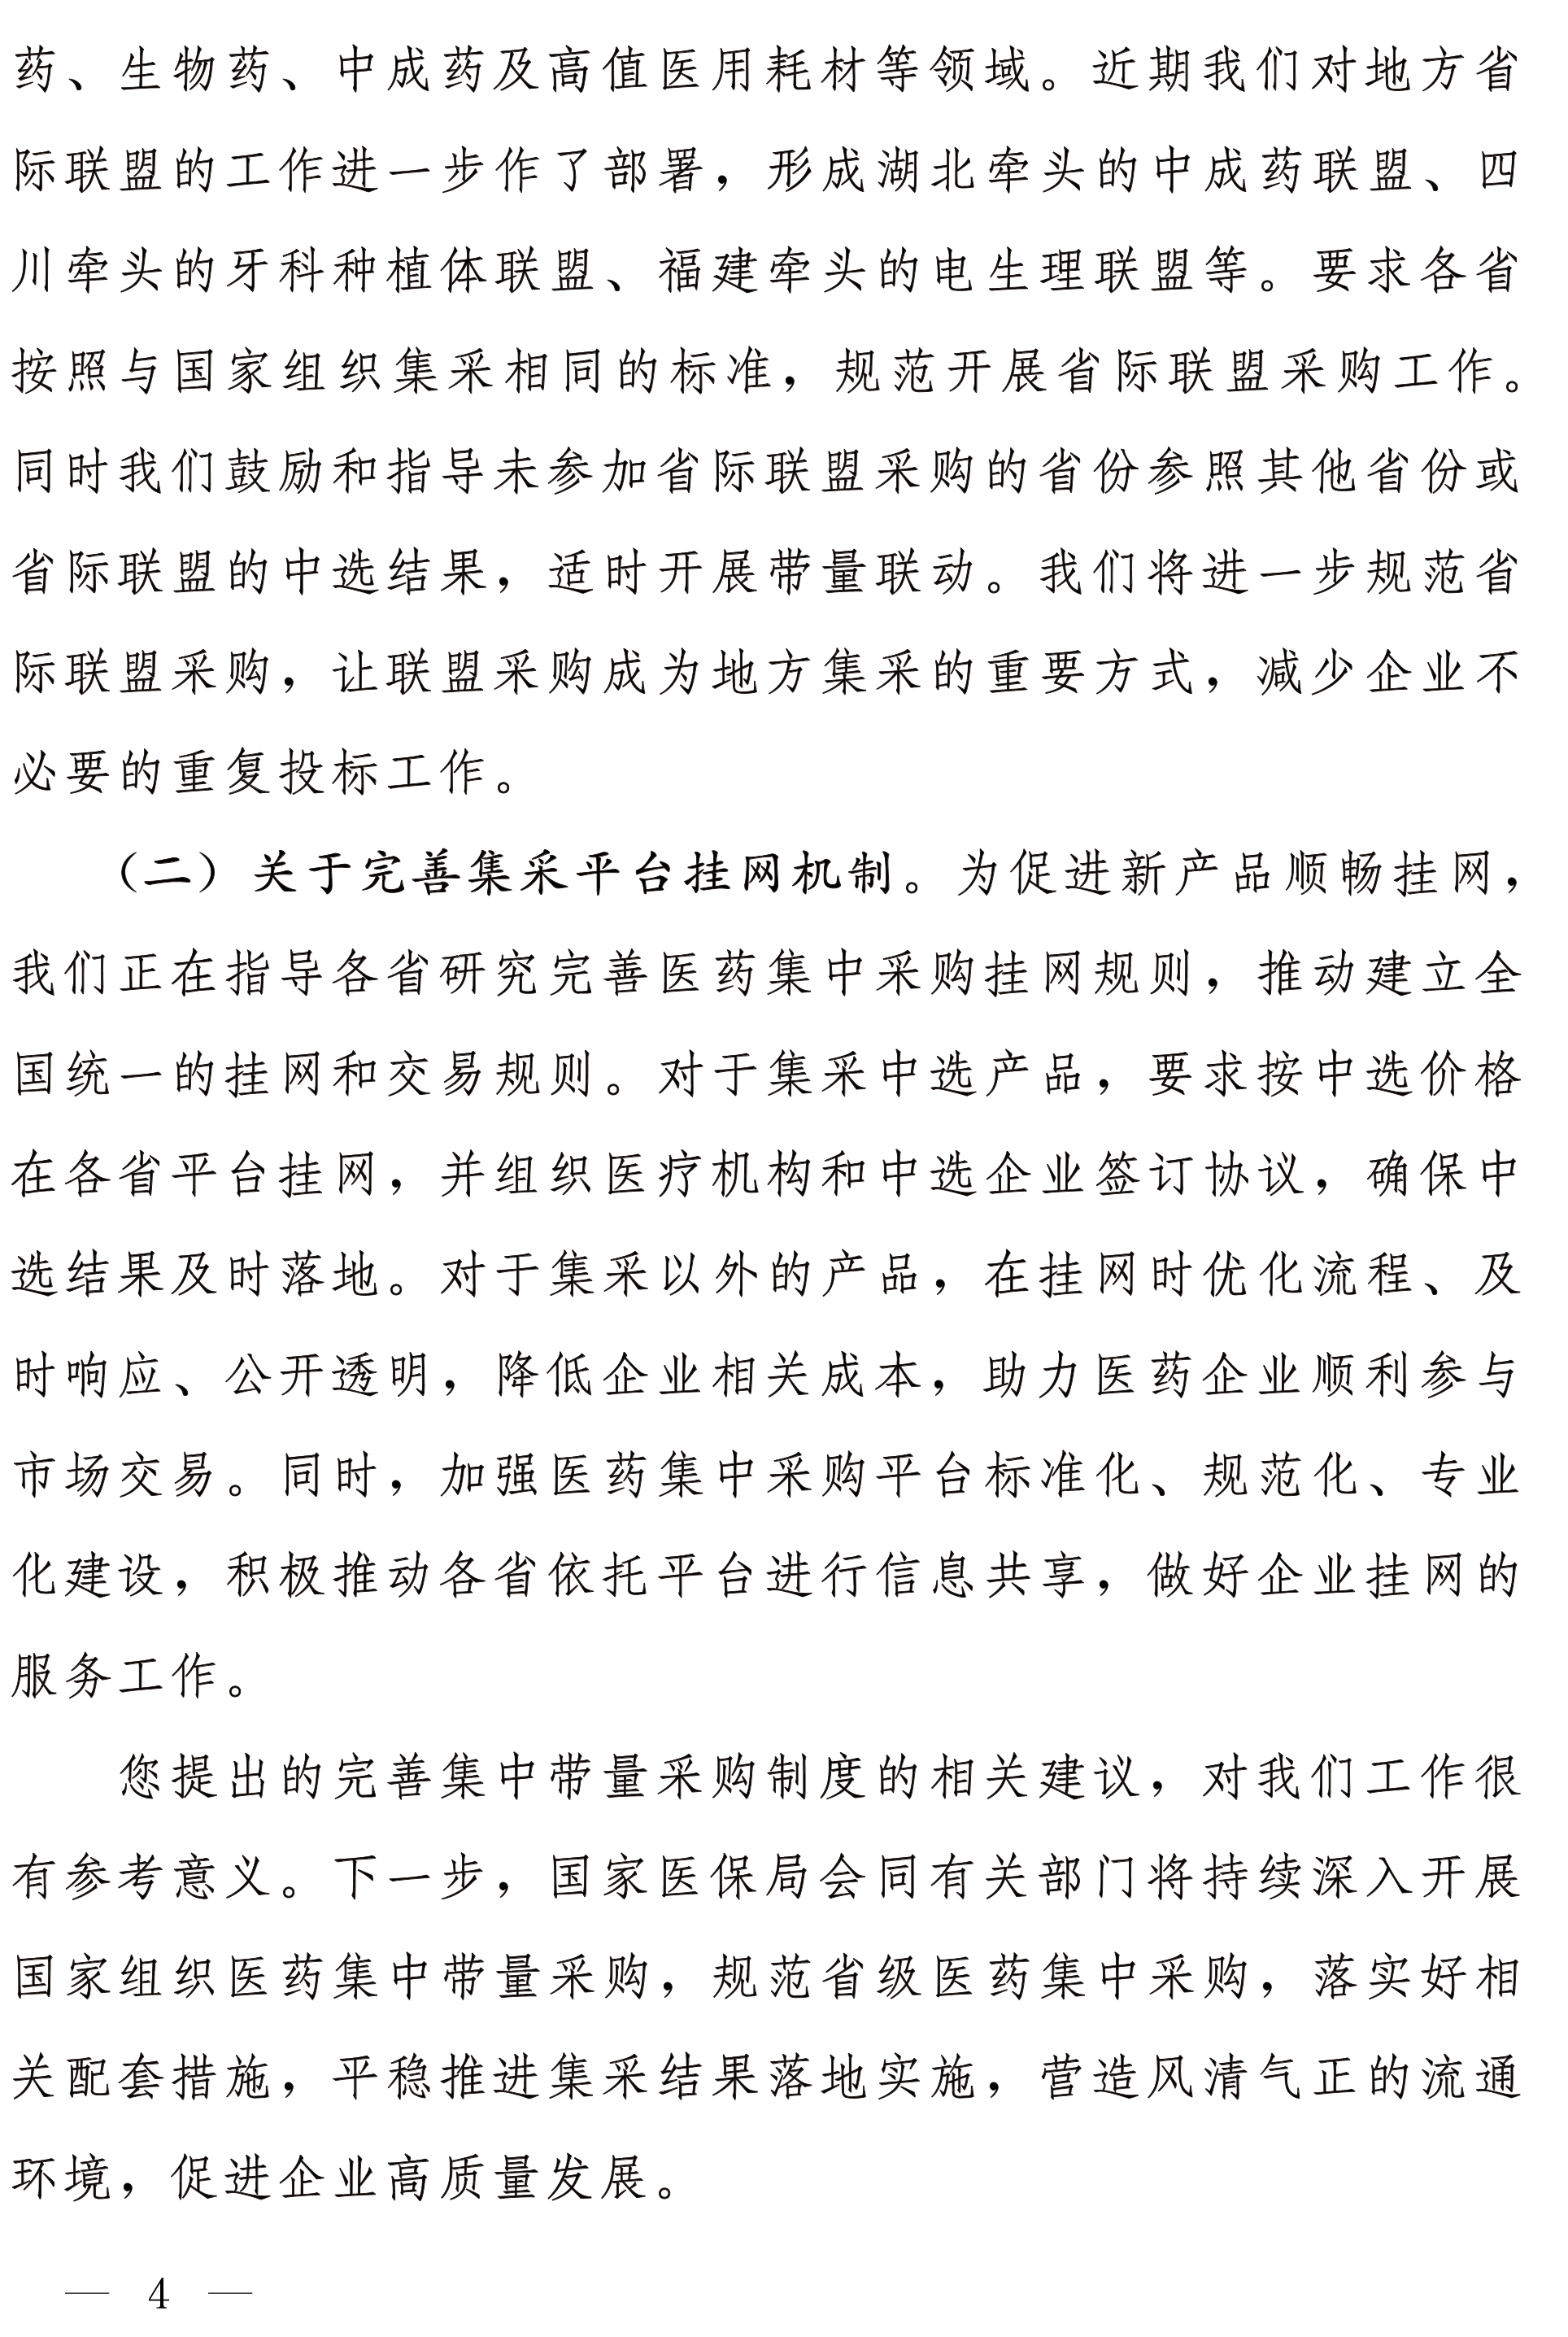 药、生物药、中成药及高值医用耗材等领域。近期我们对地方省
际联盟的工作进一步作了部署，形成湖北牵头的中成药联盟、四
川牵头的牙科种植体联盟、福建牵头的电生理联盟等。要求各省
按照与国家组织集采相同的标准，规范开展省际联盟采购工作。
同时我们鼓励和指导未参加省际联盟采购的省份参照其他省份或
省际联盟的中选结果，适时开展带量联动。我们将进一步规范省
际联盟采购，让联盟采购成为地方集采的重要方式，减少企业不
必要的重复投标工作。
（二）关于完善集采平台挂网机制。为促进新产品顺畅挂网，
我们正在指导各省研究完善医药集中采购挂网规则，推动建立全
国统一的挂网和交易规则。对于集采中选产品，要求按中选价格
在各省平台挂网，并组织医疗机构和中选企业签订协议，确保中
选结果及时落地。对于集采以外的产品，在挂网时优化流程、及
时响应、公开透明，降低企业相关成本，助力医药企业顺利参与
市场交易。同时，加强医药集中采购平台标准化、规范化、专业
化建设，积极推动各省依托平台进行信息共享，做好企业挂网的
服务工作。
您提出的完善集中带量采购制度的相关建议，对我们工作很
有参考意义。下一步，国家医保局会同有关部门将持续深入开展
国家组织医药集中带量采购，规范省级医药集中采购，落实好相
关配套措施，平稳推进集采结果落地实施，营造风清气正的流通
环境，促进企业高质量发展。
— 4 —